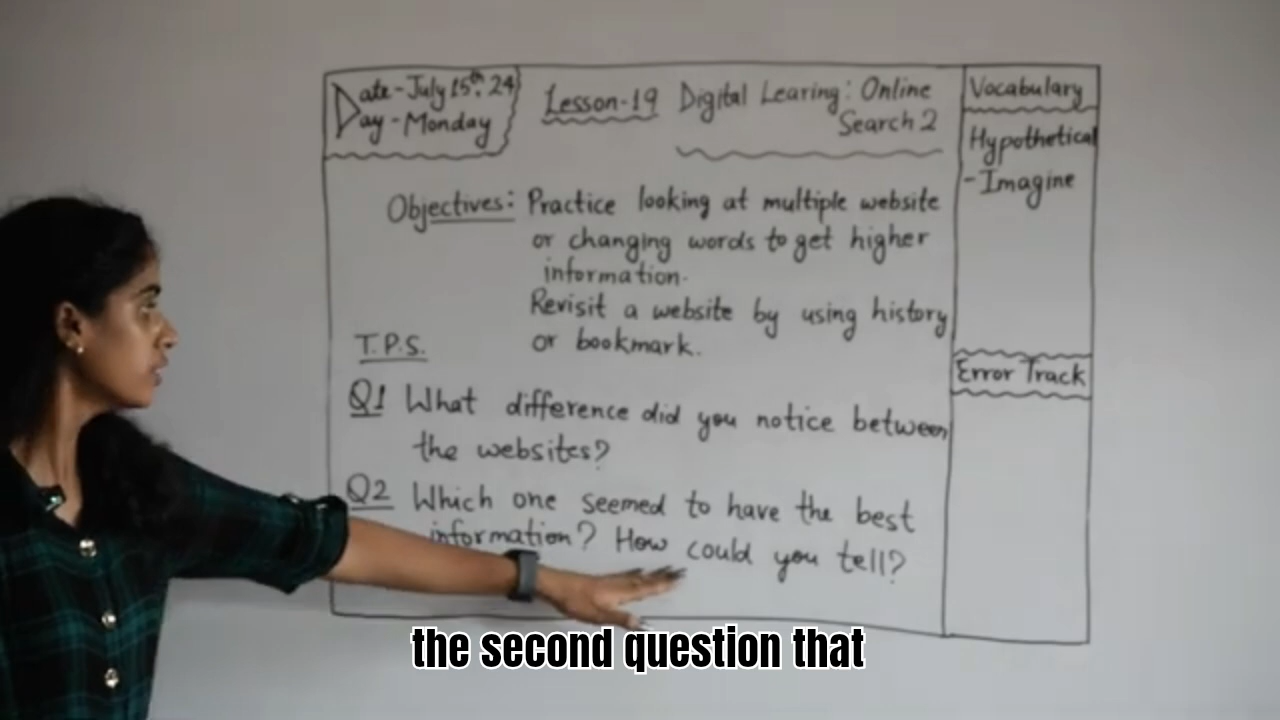 Date - July 15th, 24
Day - Monday
Lesson-19 Digital Learing: Online
Search 2
Objectives: Practice looking at multiple website
or changing words to get higher
information.
Revisit a website by using history
or bookmark.
T.P.S.
Q1 What difference did you notice between
the websites?
Q2 Which one seemed to have the best
information? How could you tell?
Vocabulary
Hypothetical
-Imagine
Error Track
the second question that